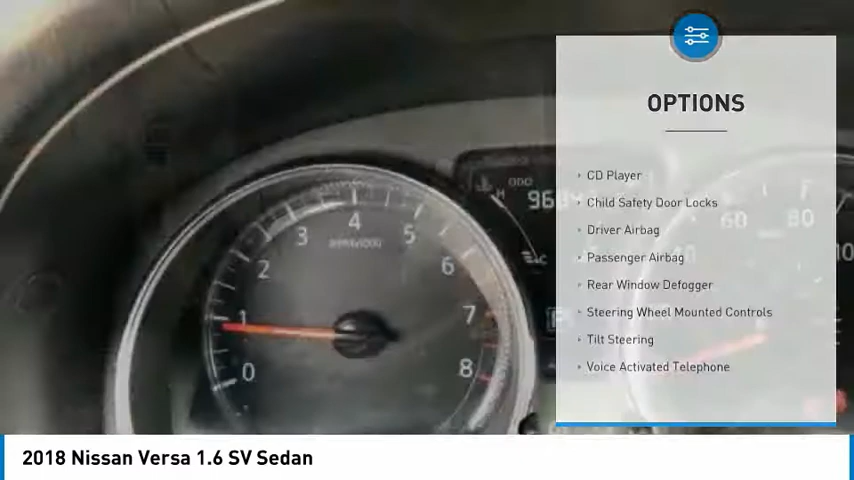 OPTIONS
CD Player
Child Safety Door Locks
Driver Airbag
Passenger Airbag
Rear Window Defogger
Steering Wheel Mounted Controls
Tilt Steering
Voice Activated Telephone
ODO
H
C
0
1
2
3
4
5
6
7
8
60
80
2018 Nissan Versa 1.6 SV Sedan